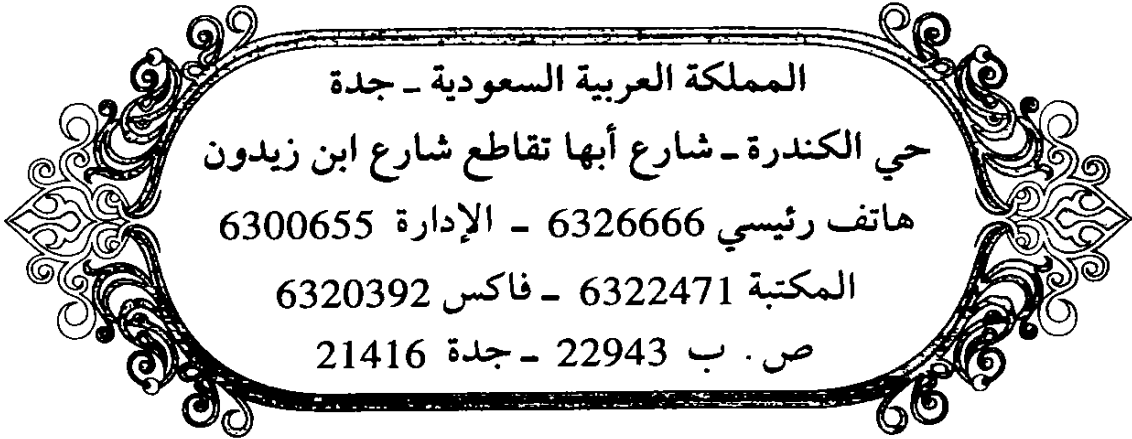 المملكة العربية السعودية - جدة
حي الكندرة - شارع أبها تقاطع شارع ابن زيدون
هاتف رئيسي 6326666 - الإدارة 6300655
المكتبة 6322471 - فاكس 6320392
ص . ب 22943 - جدة 21416